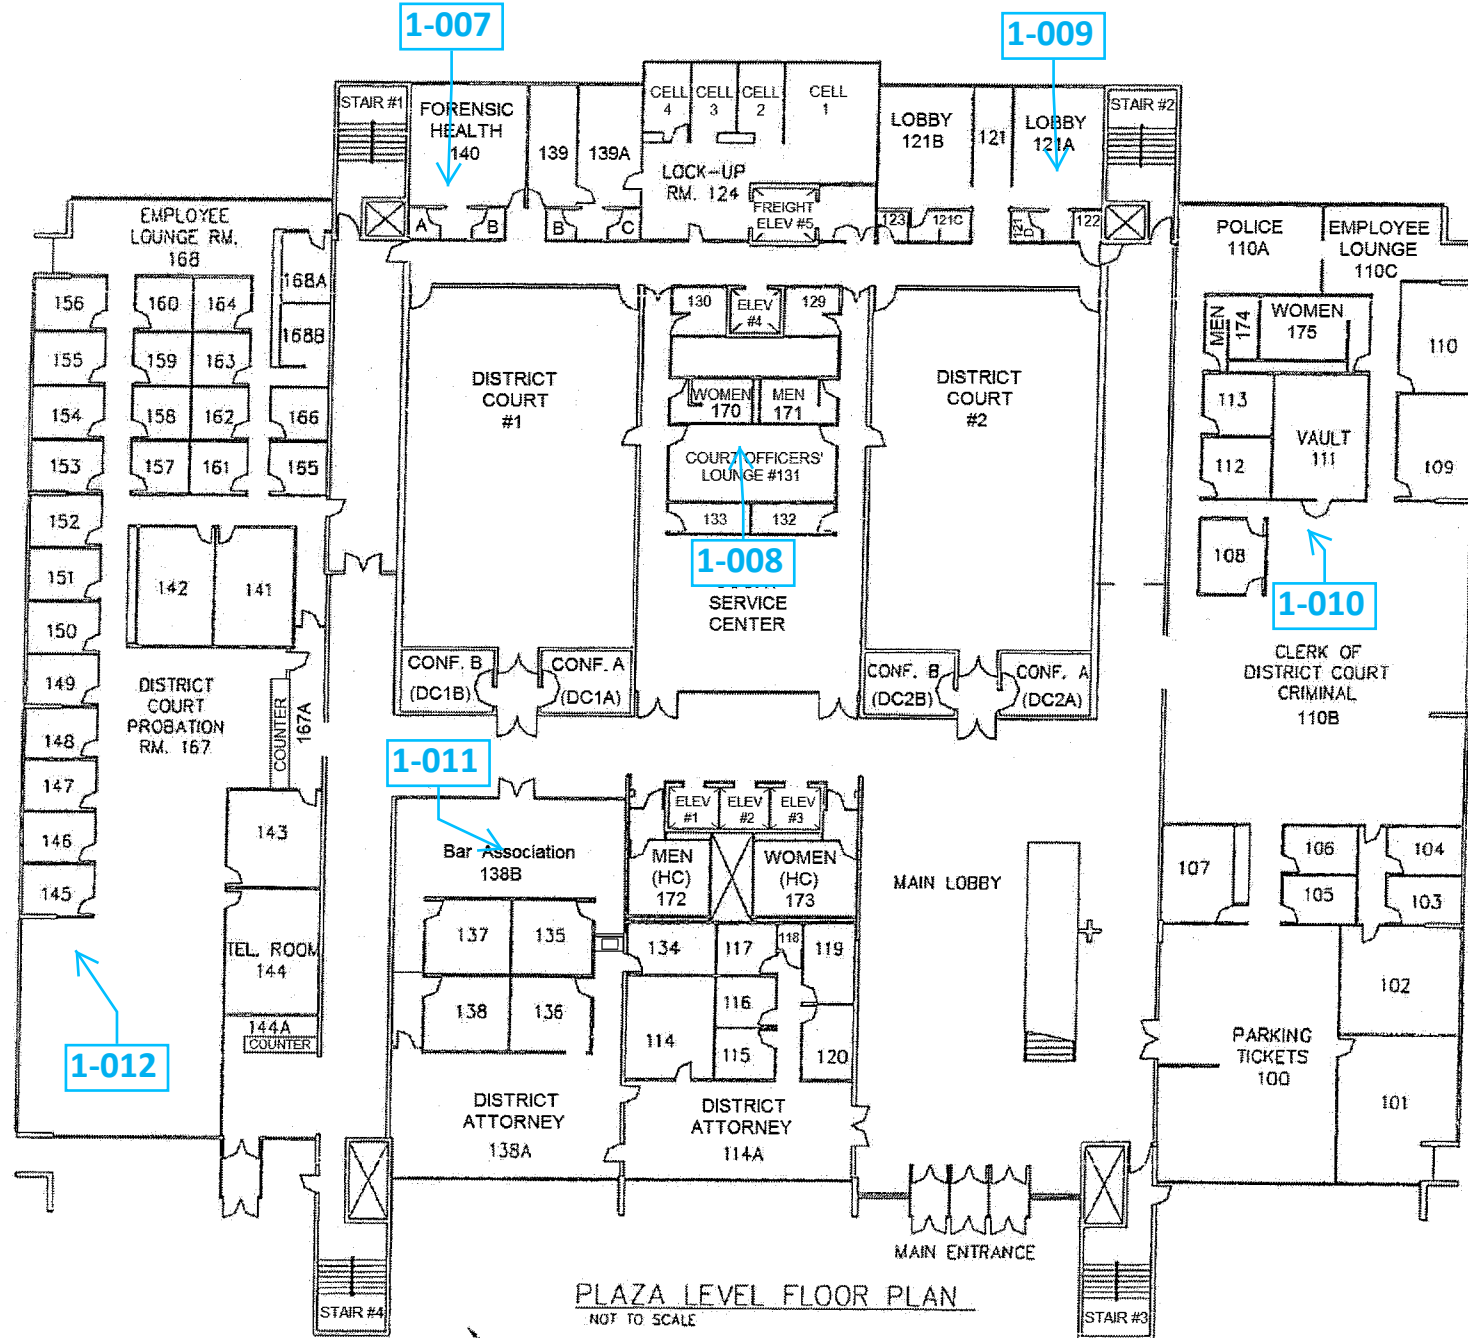 1-007
1-009
STAIR #1
FORENSIC
HEALTH
140
139
139A
CELL
4
CELL
3
CELL
2
CELL
1
LOCK-UP
RM. 124
FREIGHT
ELEV #5
LOBBY
121B
121
LOBBY
121A
STAIR #2
A
B
B
C
123
121C
121
D
122
EMPLOYEE
LOUNGE RM.
168
168A
168B
156
155
154
153
152
151
150
149
148
147
146
145
160
164
159
163
158
162
157
161
166
165
142
141
DISTRICT
COURT
PROBATION
RM. 167
COUNTER
167A
143
TEL. ROOM
144
144A
COUNTER
1-012
DISTRICT
COURT
#1
CONF. B
(DC1B)
CONF. A
(DC1A)
130
ELEV
#4
129
WOMEN
170
MEN
171
COURT OFFICERS'
LOUNGE #131
133
132
1-008
SERVICE
CENTER
DISTRICT
COURT
#2
CONF. B
(DC2B)
CONF. A
(DC2A)
POLICE
110A
EMPLOYEE
LOUNGE
110C
MEN
174
WOMEN
175
110
113
112
VAULT
111
109
108
1-010
CLERK OF
DISTRICT COURT
CRIMINAL
110B
1-011
Bar Association
138B
137
135
138
136
DISTRICT
ATTORNEY
138A
ELEV
#1
ELEV
#2
ELEV
#3
MEN
(HC)
172
WOMEN
(HC)
173
134
117
118
119
116
114
115
120
DISTRICT
ATTORNEY
114A
MAIN LOBBY
107
106
105
104
103
102
PARKING
TICKETS
100
101
MAIN ENTRANCE
STAIR #4
STAIR #3
PLAZA LEVEL FLOOR PLAN
NOT TO SCALE